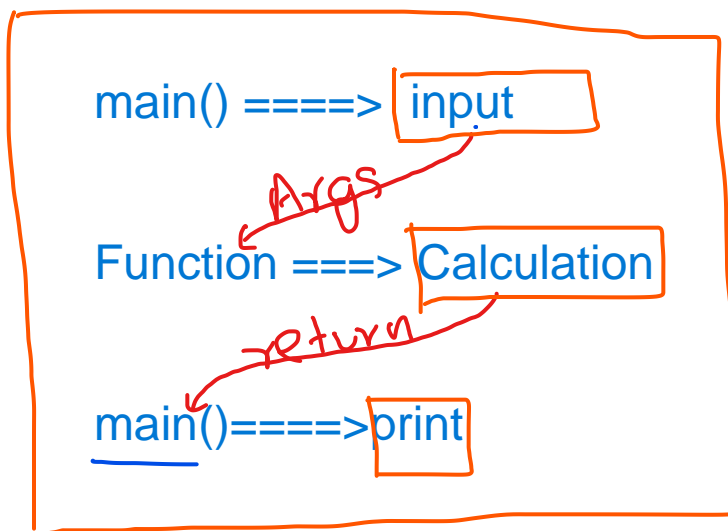 main() ====> input
Args
Function ===> Calculation
return
main()====>print